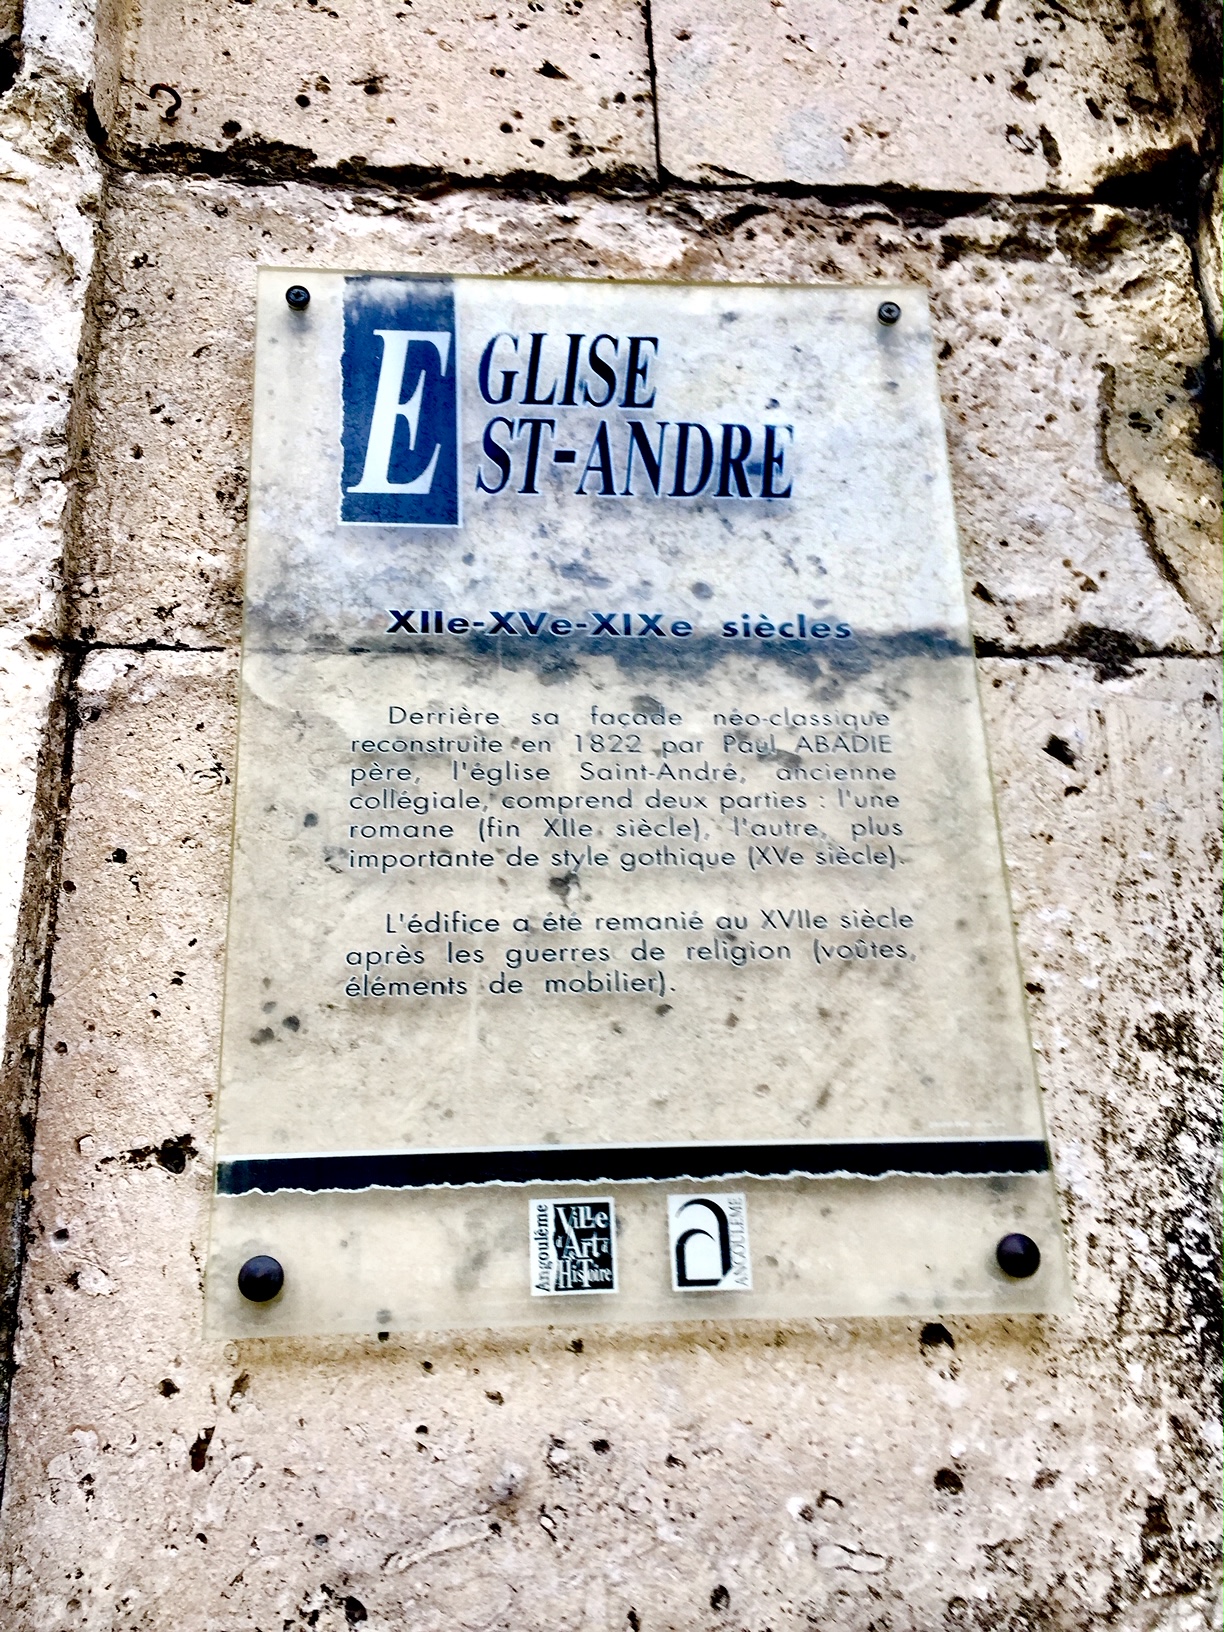 EGLISE
ST-ANDRÉ
XIIe-XVe-XIXe siècles
Derrière sa façade néo-classique
reconstruite en 1822 par Paul ABADIE
père, l'église Saint-André, ancienne
collégiale, comprend deux parties : l'une
romane (fin XIIe siècle), l'autre, plus
importante de style gothique (XVe siècle).
L'édifice a été remanié au XVIIe siècle
après les guerres de religion (voûtes,
éléments de mobilier).
Angoulême
Ville
d'Art &
d'Histoire
ANGOULÊME